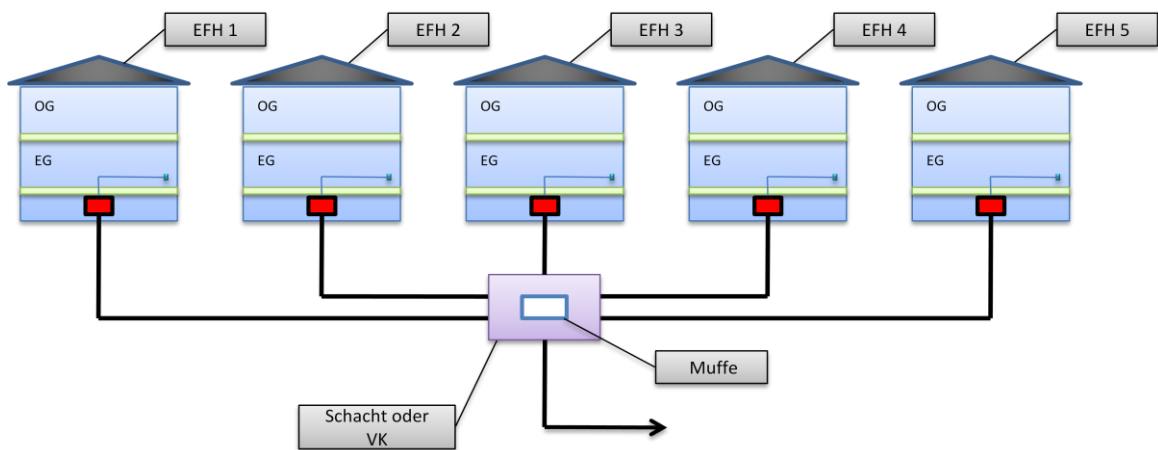 EFH 1
EFH 2
EFH 3
EFH 4
EFH 5
OG
OG
OG
OG
OG
EG
EG
EG
EG
EG
Muffe
Schacht oder
VK